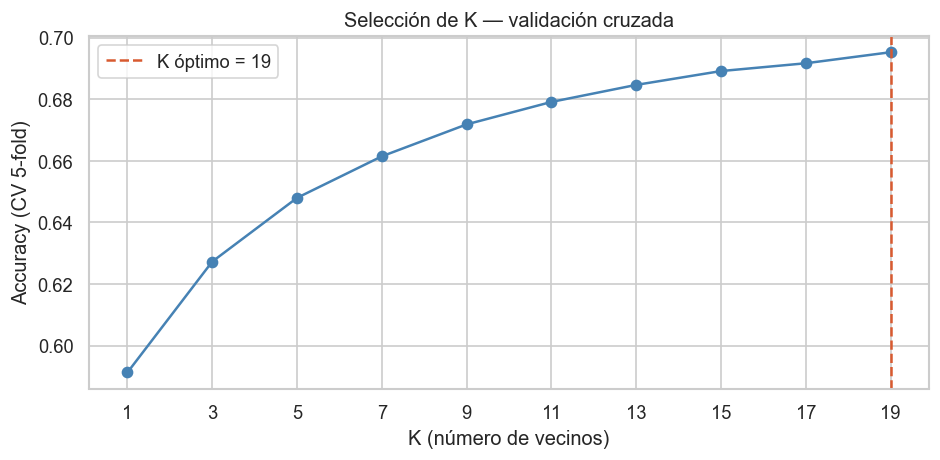 Selección de K — validación cruzada
K óptimo = 19
Accuracy (CV 5-fold)
0.70
0.68
0.66
0.64
0.62
0.60
1 3 5 7 9 11 13 15 17 19
K (número de vecinos)